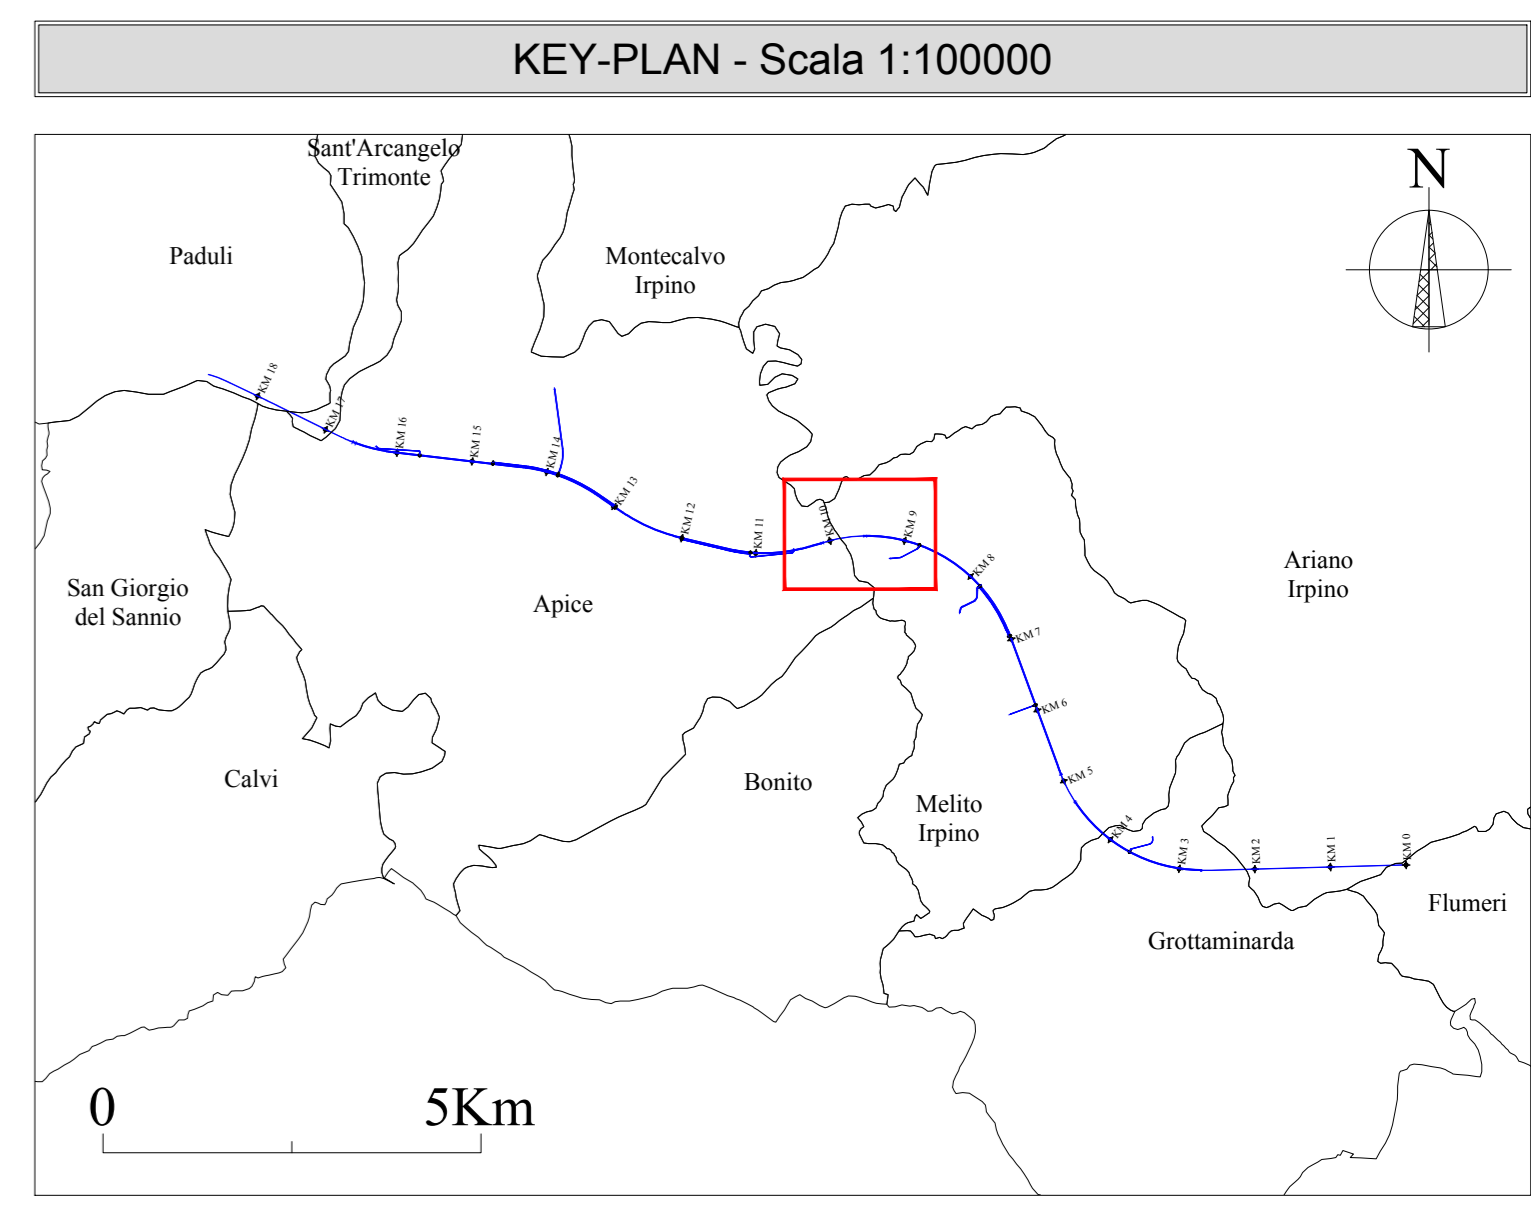 KEY-PLAN - Scala 1:100000
Sant'Arcangelo
Trimonte
N
Paduli
Montecalvo
Irpino
KM 18
KM 17
KM 16
KM 15
KM 14
KM 13
KM 12
KM 11
KM 10
KM 9
KM 8
KM 7
KM 6
KM 5
KM 4
KM 3
KM 2
KM 1
KM 0
Ariano
Irpino
San Giorgio
del Sannio
Apice
Calvi
Bonito
Melito
Irpino
Flumeri
Grottaminarda
0
5Km